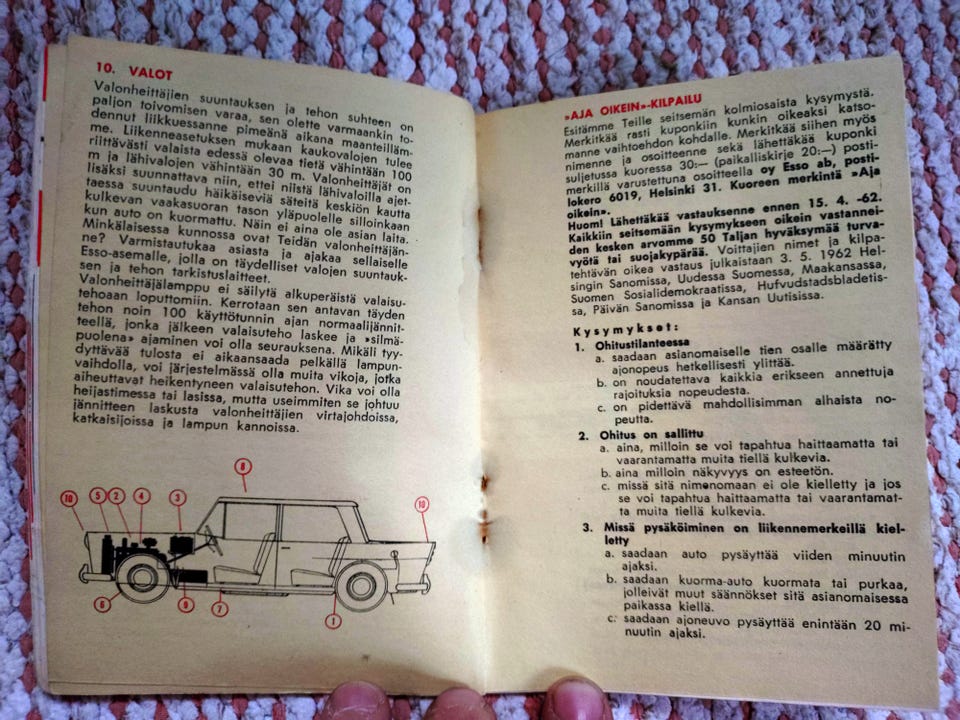 10. VALOT
Valonheittäjien suuntauksen ja tehon suhteen on
paljon toivomisen varaa, sen olette varmaankin to-
dennut liikkuessanne pimeänä aikana maanteilläm-
me. Liikenneasetuksen mukaan kaukovalojen tulee
riittävästi valaista edessä olevaa tietä vähintään 100
m ja lähivalojen vähintään 30 m. Valonheittäjät on
lisäksi suunnattava niin, ettei niistä lähivaloilla ajet-
taessa suuntaudu häikäiseviä säteitä keskiön kautta
kulkevan vaakasuoran tason yläpuolelle silloinkaan
kun auto on kuormattu. Näin ei aina ole asian laita.
Minkälaisessa kunnossa ovat Teidän valonheittäjän-
ne? Varmistautukaa asiasta ja ajakaa sellaiselle
Esso-asemalle, jolla on täydelliset valojen suuntauk-
sen ja tehon tarkistuslaitteet.
Valonheittäjälamppu ei säilytä alkuperäistä valaisu-
tehoaan loputtomiin. Kerrotaan sen antavan täyden
tehon noin 100 käyttötunnin ajan normaalijännit-
teellä, jonka jälkeen valaisuteho laskee ja »silmä-
puolena» ajaminen voi olla seurauksena. Mikäli tyy-
dyttävää tulosta ei aikaansaada pelkällä lampun-
vaihdolla, voi järjestelmässä olla muita vikoja, jotka
aiheuttavat heikentyneen valaisutehon. Vika voi olla
heijastimessa tai lasissa, mutta useimmiten se johtuu
jännitteen laskusta valonheittäjien virtajohdoissa,
katkaisijoissa ja lampun kannoissa.
8
10 5 2 4 3 10
6 9 7 1
»AJA OIKEIN»-KILPAILU
Esitämme Teille seitsemän kolmiosaista kysymystä.
Merkitkää rasti kuponkiin kunkin oikeaksi katso-
manne vaihtoehdon kohdalle. Merkitkää siihen myös
nimenne ja osoitteenne sekä lähettäkää kuponki
suljetussa kuoressa 30:— (paikalliskirje 20:—) posti-
merkillä varustettuna osoitteella oy Esso ab, posti-
lokero 6019, Helsinki 31. Kuoreen merkintä »Aja
oikein».
Huom! Lähettäkää vastauksenne ennen 15. 4. -62.
Kaikkiin seitsemään kysymykseen oikein vastannei-
den kesken arvomme 50 Taljan hyväksymää turva-
vyötä tai suojakypärää. Voittajien nimet ja kilpa-
tehtävän oikea vastaus julkaistaan 3. 5. 1962 Hel-
singin Sanomissa, Uudessa Suomessa, Maakansassa,
Suomen Sosialidemokraatissa, Hufvudstadsbladetis-
sa, Päivän Sanomissa ja Kansan Uutisissa.
Kysymykset:
1. Ohitustilanteessa
a. saadaan asianomaiselle tien osalle määrätty
ajonopeus hetkellisesti ylittää.
b. on noudatettava kaikkia erikseen annettuja
rajoituksia nopeudesta.
c. on pidettävä mahdollisimman alhaista no-
peutta.
2. Ohitus on sallittu
a. aina, milloin se voi tapahtua haittaamatta tai
vaarantamatta muita tiellä kulkevia.
b. aina milloin näkyvyys on esteetön.
c. missä sitä nimenomaan ei ole kielletty ja jos
se voi tapahtua haittaamatta tai vaarantamat-
ta muita tiellä kulkevia.
3. Missä pysäköiminen on liikennemerkeillä kiel-
letty
a. saadaan auto pysäyttää viiden minuutin
ajaksi.
b. saadaan kuorma-auto kuormata tai purkaa,
jolleivät muut säännökset sitä asianomaisessa
paikassa kiellä.
c. saadaan ajoneuvo pysäyttää enintään 20 mi-
nuutin ajaksi.